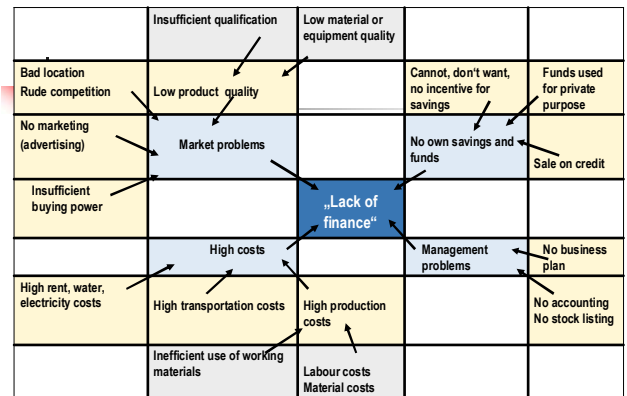 Insufficient qualification
Low material or
equipment quality
Bad location
Rude competition
Low product quality
Cannot, don't want,
no incentive for
savings
Funds used
for private
purpose
No marketing
(advertising)
Market problems
No own savings and
funds
Sale on credit
Insufficient
buying power
„Lack of
finance“
High costs
Management
problems
No business
plan
High rent, water,
electricity costs
High transportation costs
High production
costs
No accounting
No stock listing
Inefficient use of working
materials
Labour costs
Material costs